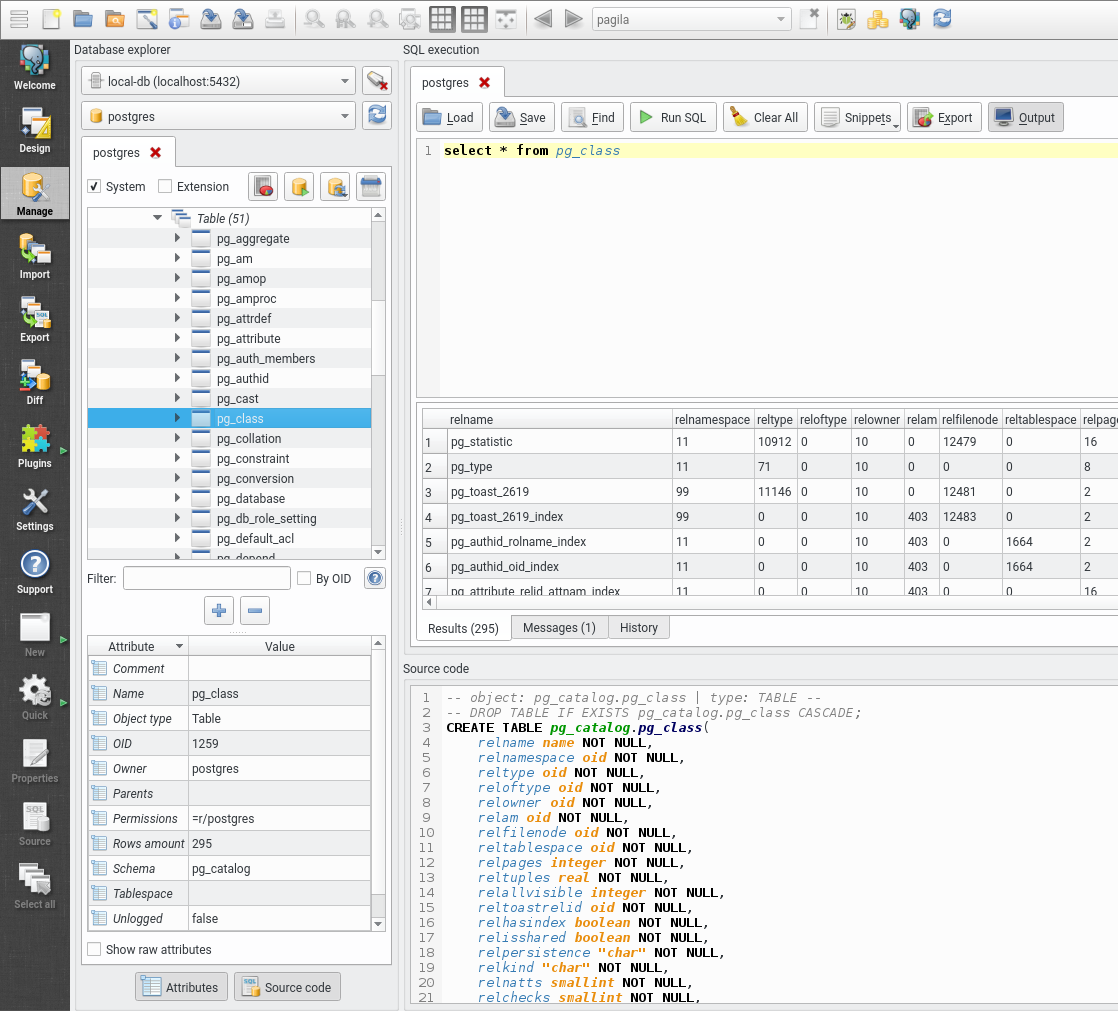 pagila
Welcome
Design
Manage
Import
Export
Diff
Plugins
Settings
Support
New
Quick
Properties
SQL
Source
Select all
Database explorer
local-db (localhost:5432)
postgres
postgres
System Extension
Table (51)
pg_aggregate
pg_am
pg_amop
pg_amproc
pg_attrdef
pg_attribute
pg_auth_members
pg_authid
pg_cast
pg_class
pg_collation
pg_constraint
pg_conversion
pg_database
pg_db_role_setting
pg_default_acl
pg_depend
Filter: By OID
Attribute Value
Comment
Name pg_class
Object type Table
OID 1259
Owner postgres
Parents
Permissions =r/postgres
Rows amount 295
Schema pg_catalog
Tablespace
Unlogged false
Show raw attributes
Attributes SQL Source code
SQL execution
postgres
Load Save Find Run SQL Clear All Snippets Export Output
1 select * from pg_class
relname relnamespace reltype reloftype relowner relam relfilenode reltablespace relpag
1 pg_statistic 11 10912 0 10 0 12479 0 16
2 pg_type 11 71 0 10 0 0 0 8
3 pg_toast_2619 99 11146 0 10 0 12481 0 2
4 pg_toast_2619_index 99 0 0 10 403 12483 0 2
5 pg_authid_rolname_index 11 0 0 10 403 0 1664 2
6 pg_authid_oid_index 11 0 0 10 403 0 1664 2
7 pg_attribute_relid_attnam_index 11 0 0 10 403 0 0 16
Results (295) Messages (1) History
Source code
1 -- object: pg_catalog.pg_class | type: TABLE --
2 -- DROP TABLE IF EXISTS pg_catalog.pg_class CASCADE;
3 CREATE TABLE pg_catalog.pg_class(
4 relname name NOT NULL,
5 relnamespace oid NOT NULL,
6 reltype oid NOT NULL,
7 reloftype oid NOT NULL,
8 relowner oid NOT NULL,
9 relam oid NOT NULL,
10 relfilenode oid NOT NULL,
11 reltablespace oid NOT NULL,
12 relpages integer NOT NULL,
13 reltuples real NOT NULL,
14 relallvisible integer NOT NULL,
15 reltoastrelid oid NOT NULL,
16 relhasindex boolean NOT NULL,
17 relisshared boolean NOT NULL,
18 relpersistence "char" NOT NULL,
19 relkind "char" NOT NULL,
20 relnatts smallint NOT NULL,
21 relchecks smallint NOT NULL,